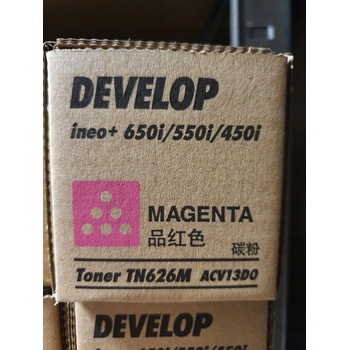 DEVELOP
ineo+ 650i/550i/450i
MAGENTA
品红色
碳粉
Toner TN626M ACV13D0
DEVELOP